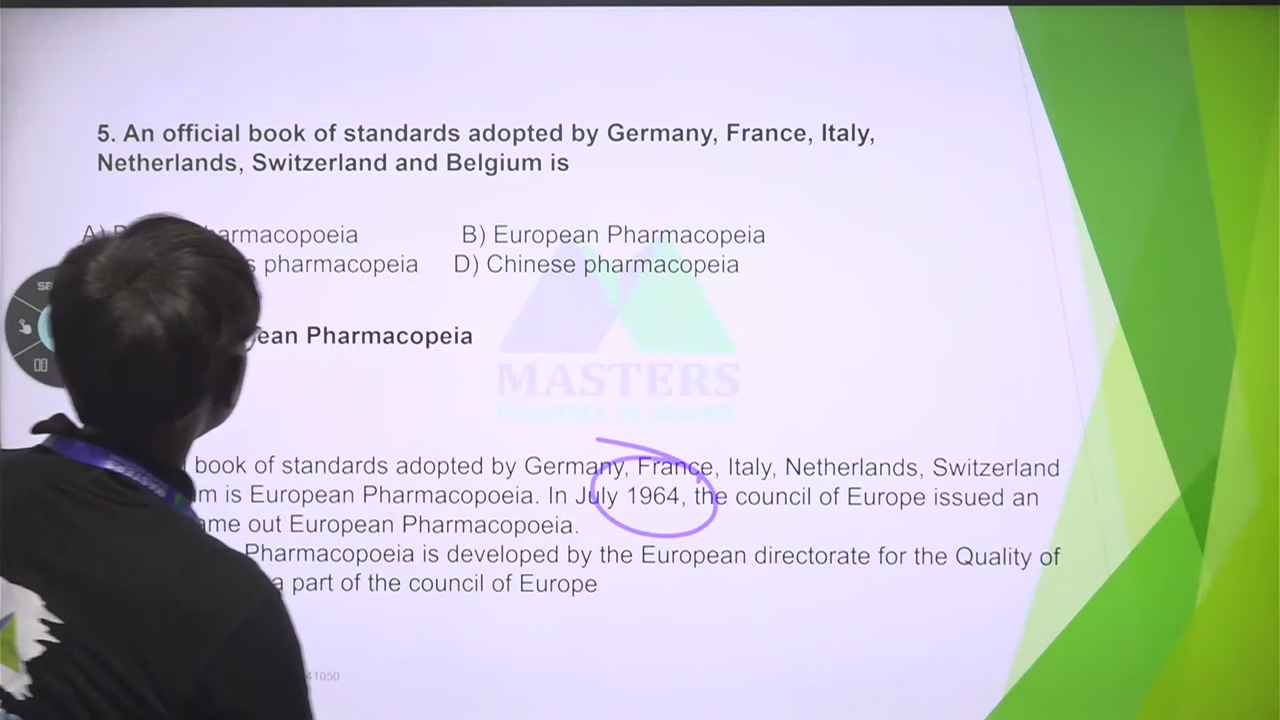 5. An official book of standards adopted by Germany, France, Italy,
Netherlands, Switzerland and Belgium is
A) armacopoeia B) European Pharmacopeia
pharmacopeia D) Chinese pharmacopeia
ean Pharmacopeia
MASTERS
book of standards adopted by Germany, France, Italy, Netherlands, Switzerland
m is European Pharmacopoeia. In July 1964, the council of Europe issued an
ame out European Pharmacopoeia.
Pharmacopoeia is developed by the European directorate for the Quality of
a part of the council of Europe
41050